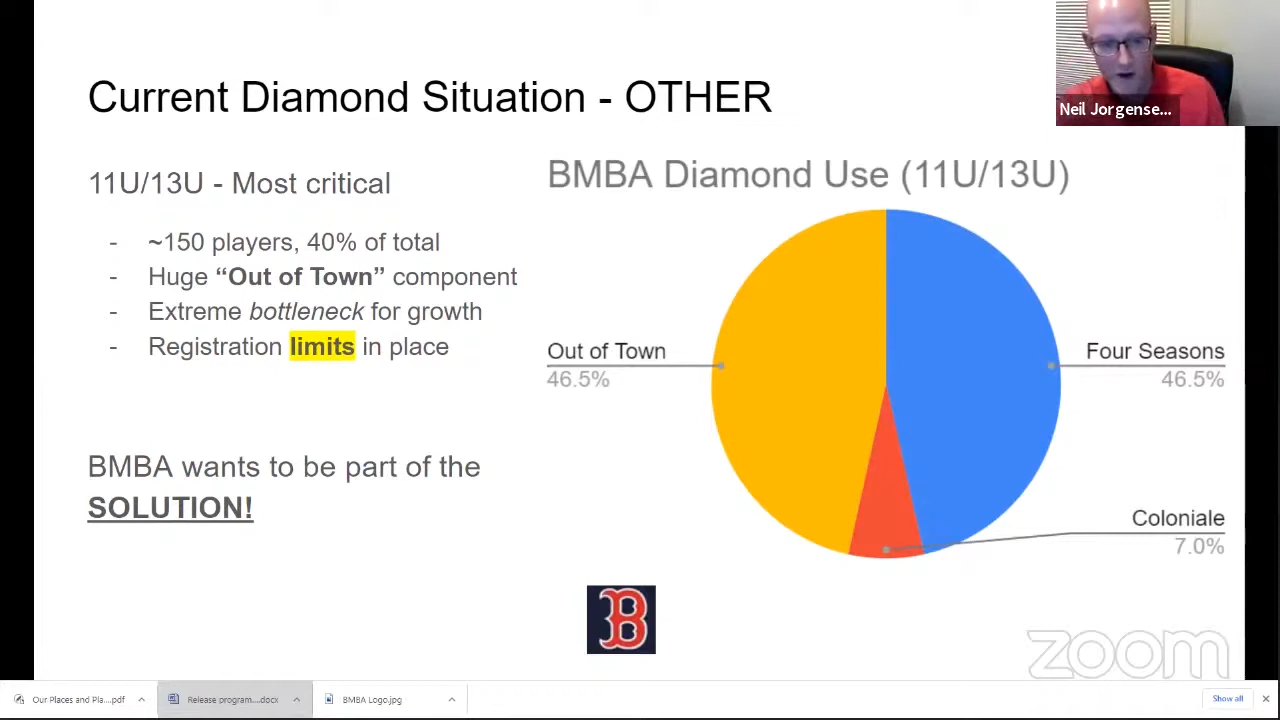 Current Diamond Situation - OTHER
Neil Jorgense...
11U/13U - Most critical
- ~150 players, 40% of total
- Huge “Out of Town” component
- Extreme bottleneck for growth
- Registration limits in place
BMBA wants to be part of the
SOLUTION!
BMBA Diamond Use (11U/13U)
Out of Town
46.5%
Four Seasons
46.5%
Coloniale
7.0%
B
zoom
Our Places and Pla....pdf
Release program....docx
BMBA Logo.jpg
Show all